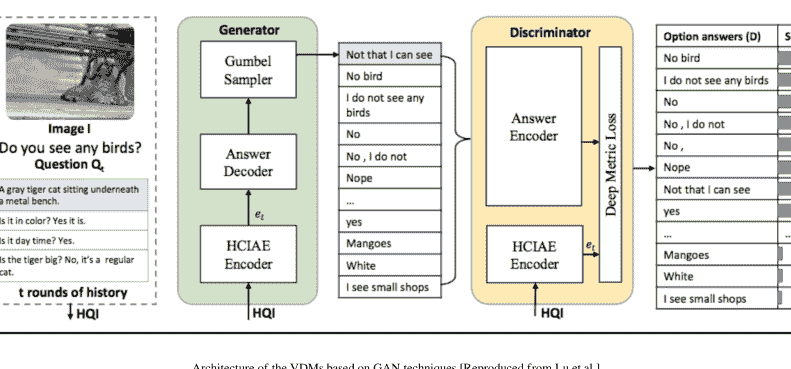 Image I
Do you see any birds?
Question Qt
A gray tiger cat sitting underneath
a metal bench.
Is it in color? Yes it is.
Is it day time? Yes.
Is the tiger big? No, it's a regular
cat.
t rounds of history
HQI
Generator
Gumbel
Sampler
Answer
Decoder
et
HCIAE
Encoder
HQI
Not that I can see
No bird
I do not see any
birds
No
No , I do not
Nope
...
yes
Mangoes
White
I see small shops
Discriminator
Answer
Encoder
Deep Metric Loss
HCIAE
Encoder
et
HQI
Option answers (D)
S
No bird
I do not see any birds
No
No , I do not
No ,
Nope
Not that I can see
yes
...
Mangoes
White
I see small shops
Architecture of the VDMs based on GAN techniques [Reproduced from Lu et al.]